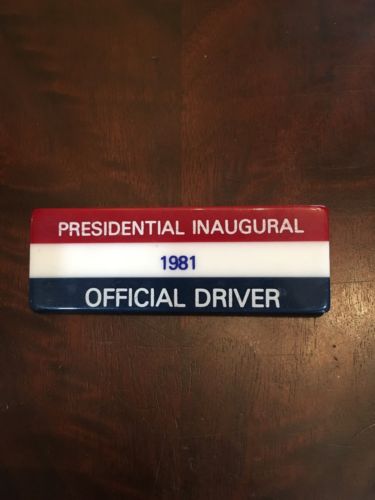 PRESIDENTIAL INAUGURAL
1981
OFFICIAL DRIVER